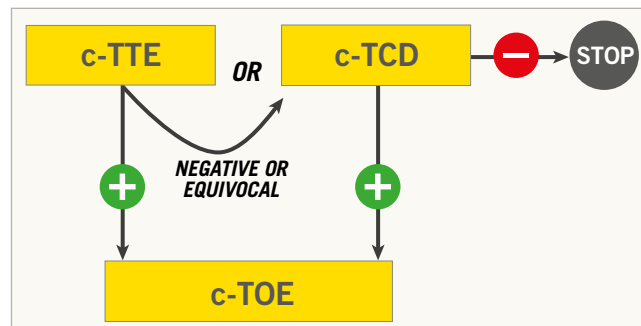 c-TTE
OR
c-TCD
STOP
NEGATIVE OR
EQUIVOCAL
c-TOE